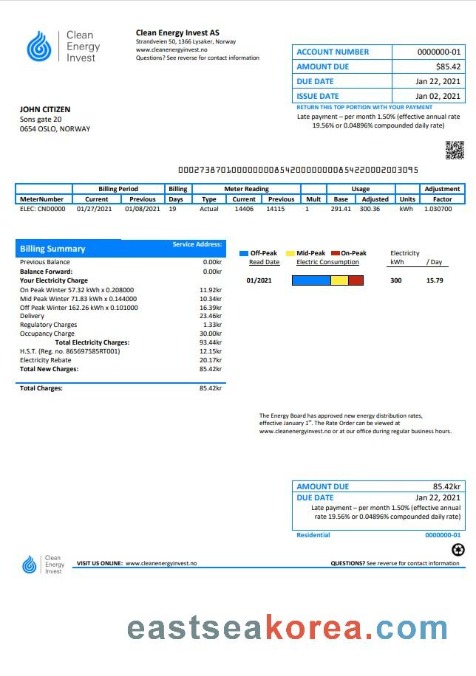 Clean
Energy
Invest
Clean Energy Invest AS
Strandveien 50, 1366 Lysaker, Norway
www.cleanenergyinvest.no
Questions? See reverse for contact information
ACCOUNT NUMBER 0000000-01
AMOUNT DUE $85.42
DUE DATE Jan 22, 2021
ISSUE DATE Jan 02, 2021
RETURN THIS TOP PORTION WITH YOUR PAYMENT
Late payment – per month 1.50% (effective annual rate
19.56% or 0.04896% compounded daily rate)
JOHN CITIZEN
Sons gate 20
0654 OSLO, NORWAY
Billing Period Billing Meter Reading Usage Adjustment
MeterNumber Current Previous Days Type Current Previous Mult Base Adjusted Units Factor
ELEC: CND0000 01/27/2021 01/08/2021 19 Actual 14406 14115 1 291.41 300.36 kWh 1.030700
Billing Summary Service Address:
Previous Balance 0.00kr
Balance Forward: 0.00kr
Your Electricity Charge
On Peak Winter 57.32 kWh x 0.208000 11.92kr
Mid Peak Winter 71.83 kWh x 0.144000 10.34kr
Off Peak Winter 162.26 kWh x 0.101000 16.39kr
Delivery 23.46kr
Regulatory Charges 1.33kr
Occupancy Charge 30.00kr
Total Electricity Charges: 93.44kr
H.S.T. (Reg. no. 865697585RT001) 12.15kr
Electricity Rebate 20.17kr
Total New Charges: 85.42kr
Total Charges: 85.42kr
Off-Peak Mid-Peak On-Peak Electricity
Read Date Electric Consumption kWh / Day
01/2021 300 15.79
The Energy Board has approved new energy distribution rates,
effective January 1st. The Rate Order can be viewed at
www.cleanenergyinvest.no or at our office during regular business hours.
AMOUNT DUE 85.42kr
DUE DATE Jan 22, 2021
Late payment – per month 1.50% (effective annual
rate 19.56% or 0.04896% compounded daily rate)
Residential 0000000-01
Clean
Energy
Invest
VISIT US ONLINE: www.cleanenergyinvest.no
QUESTIONS? See reverse for contact information
eastseakorea.com